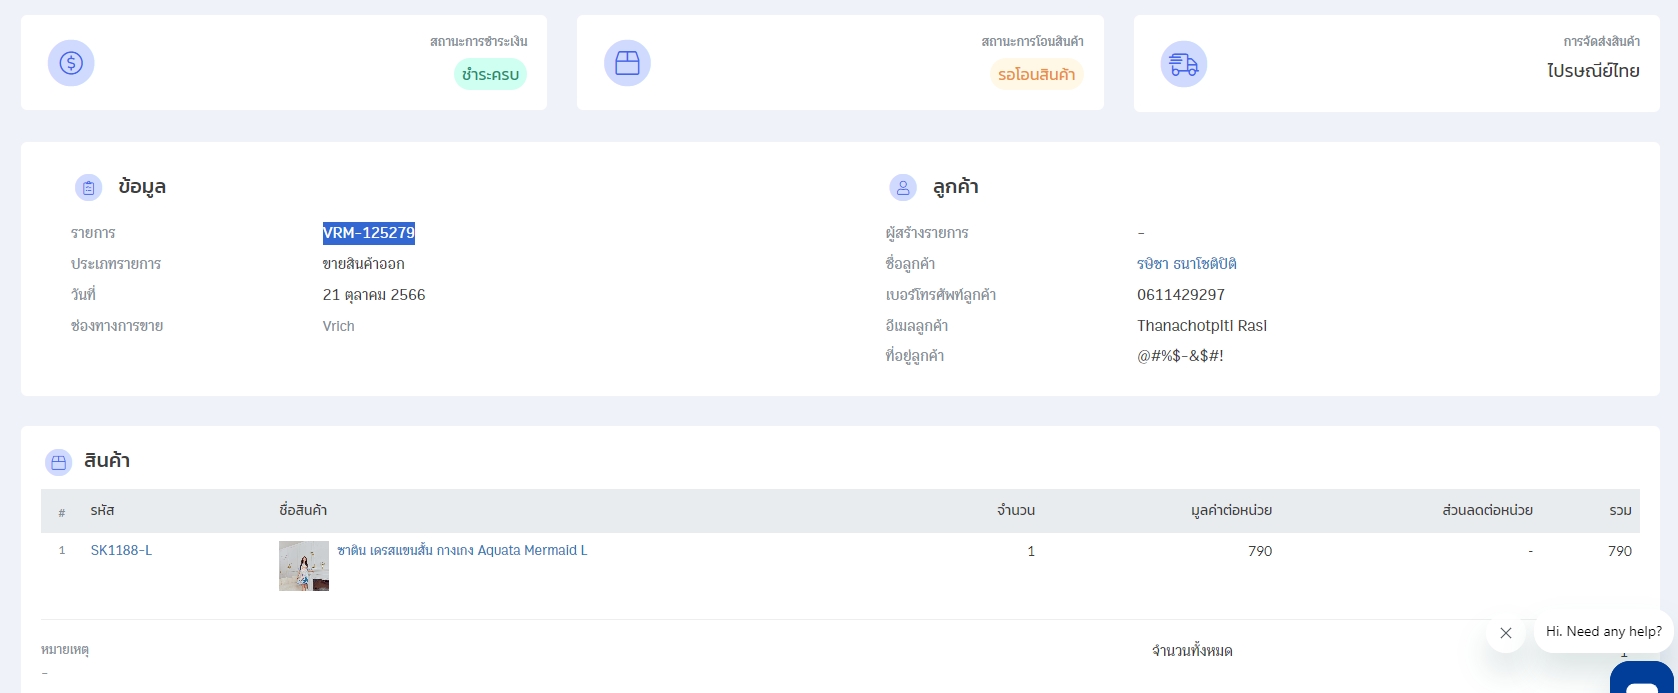 สถานะการชำระเงิน
ชำระครบ
สถานะการโอนสินค้า
รอโอนสินค้า
การจัดส่งสินค้า
ไปรษณีย์ไทย
ข้อมูล
รายการ VRM-125279
ประเภทรายการ ขายสินค้าออก
วันที่ 21 ตุลาคม 2566
ช่องทางการขาย Vrich
ลูกค้า
ผู้สร้างรายการ -
ชื่อลูกค้า รษิชา ธนาโชติปิติ
เบอร์โทรศัพท์ลูกค้า 0611429297
อีเมลลูกค้า Thanachotpiti Rasi
ที่อยู่ลูกค้า @#%$-&$#!
สินค้า
# รหัส ชื่อสินค้า จำนวน มูลค่าต่อหน่วย ส่วนลดต่อหน่วย รวม
1 SK1188-L ซาติน เดรสแขนสั้น กางเกง Aquata Mermaid L 1 790 - 790
หมายเหตุ
-
จำนวนทั้งหมด 1
Hi. Need any help?